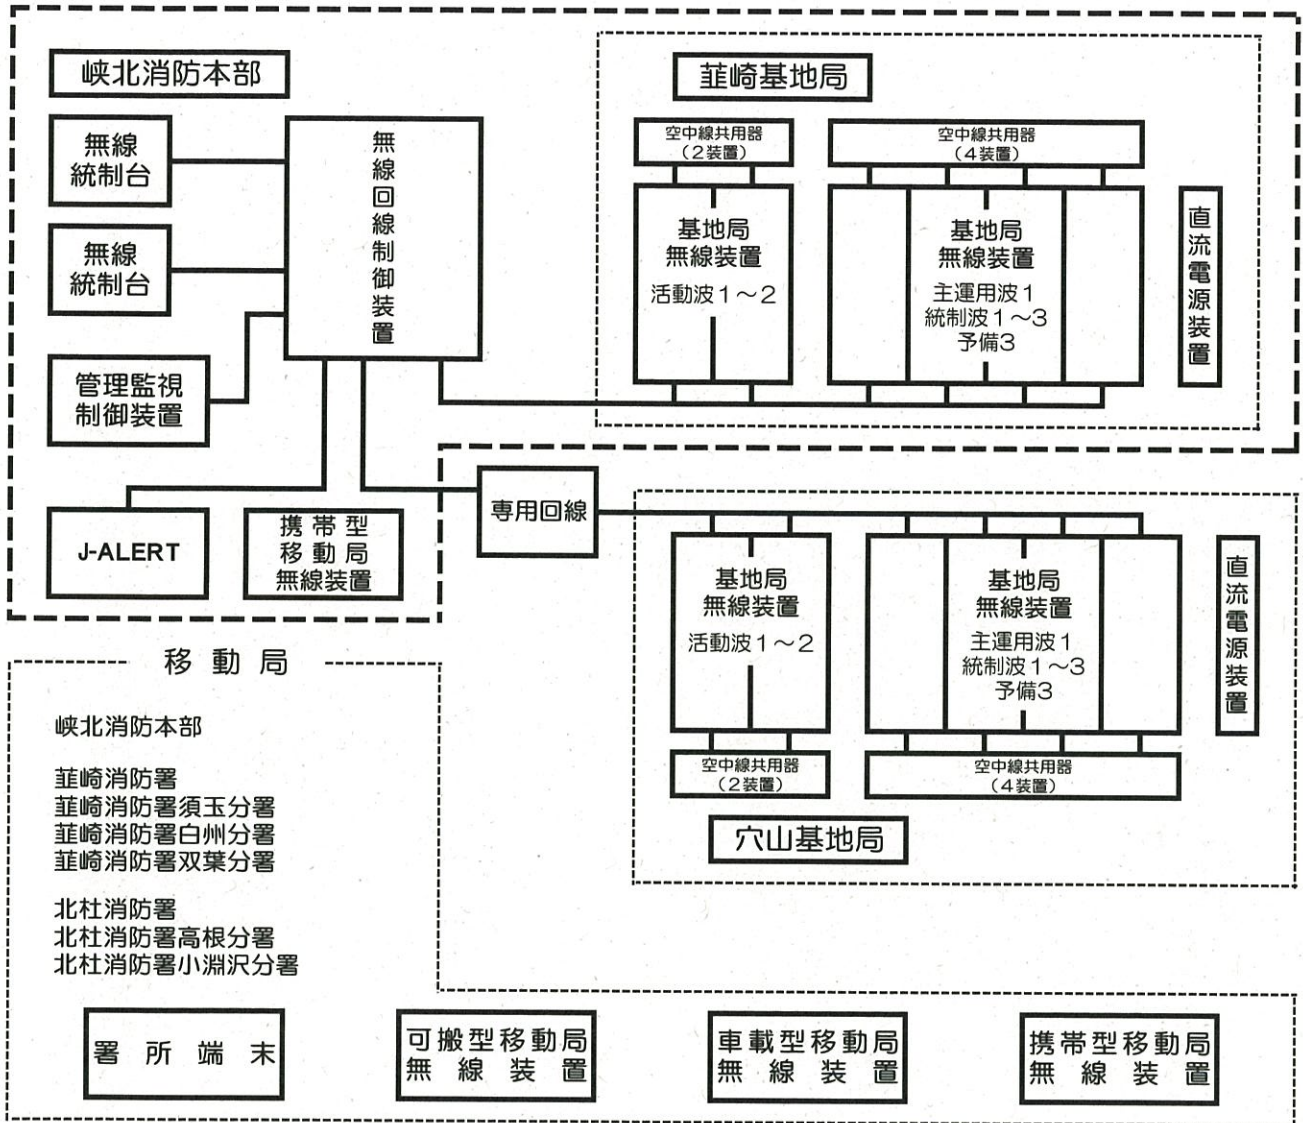 峡北消防本部
無線
統制台
無線
統制台
管理監視
制御装置
無線回線制御装置
J-ALERT
携帯型
移動局
無線装置
専用回線
韮崎基地局
空中線共用器
（2装置）
空中線共用器
（4装置）
基地局
無線装置
活動波１～２
基地局
無線装置
主運用波１
統制波１～３
予備３
直流電源装置
基地局
無線装置
活動波１～２
基地局
無線装置
主運用波１
統制波１～３
予備３
直流電源装置
空中線共用器
（2装置）
空中線共用器
（4装置）
穴山基地局
移動局
峡北消防本部
韮崎消防署
韮崎消防署須玉分署
韮崎消防署白州分署
韮崎消防署双葉分署
北杜消防署
北杜消防署高根分署
北杜消防署小淵沢分署
署所端末
可搬型移動局
無線装置
車載型移動局
無線装置
携帯型移動局
無線装置